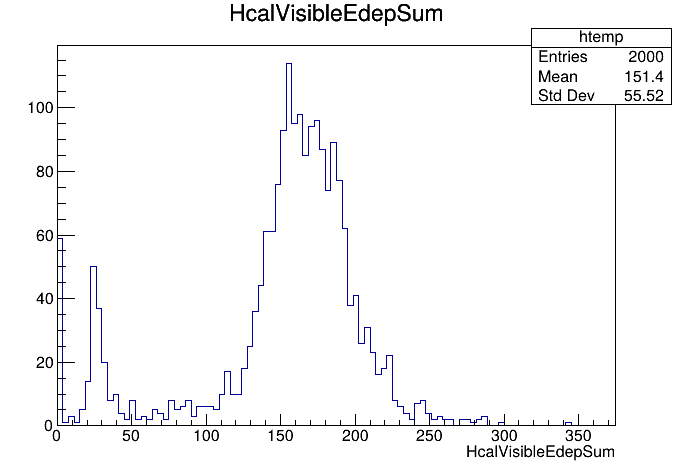 HcalVisibleEdepSum
htemp
Entries 2000
Mean 151.4
Std Dev 55.52
100
80
60
40
20
0
0 50 100 150 200 250 300 350
HcalVisibleEdepSum